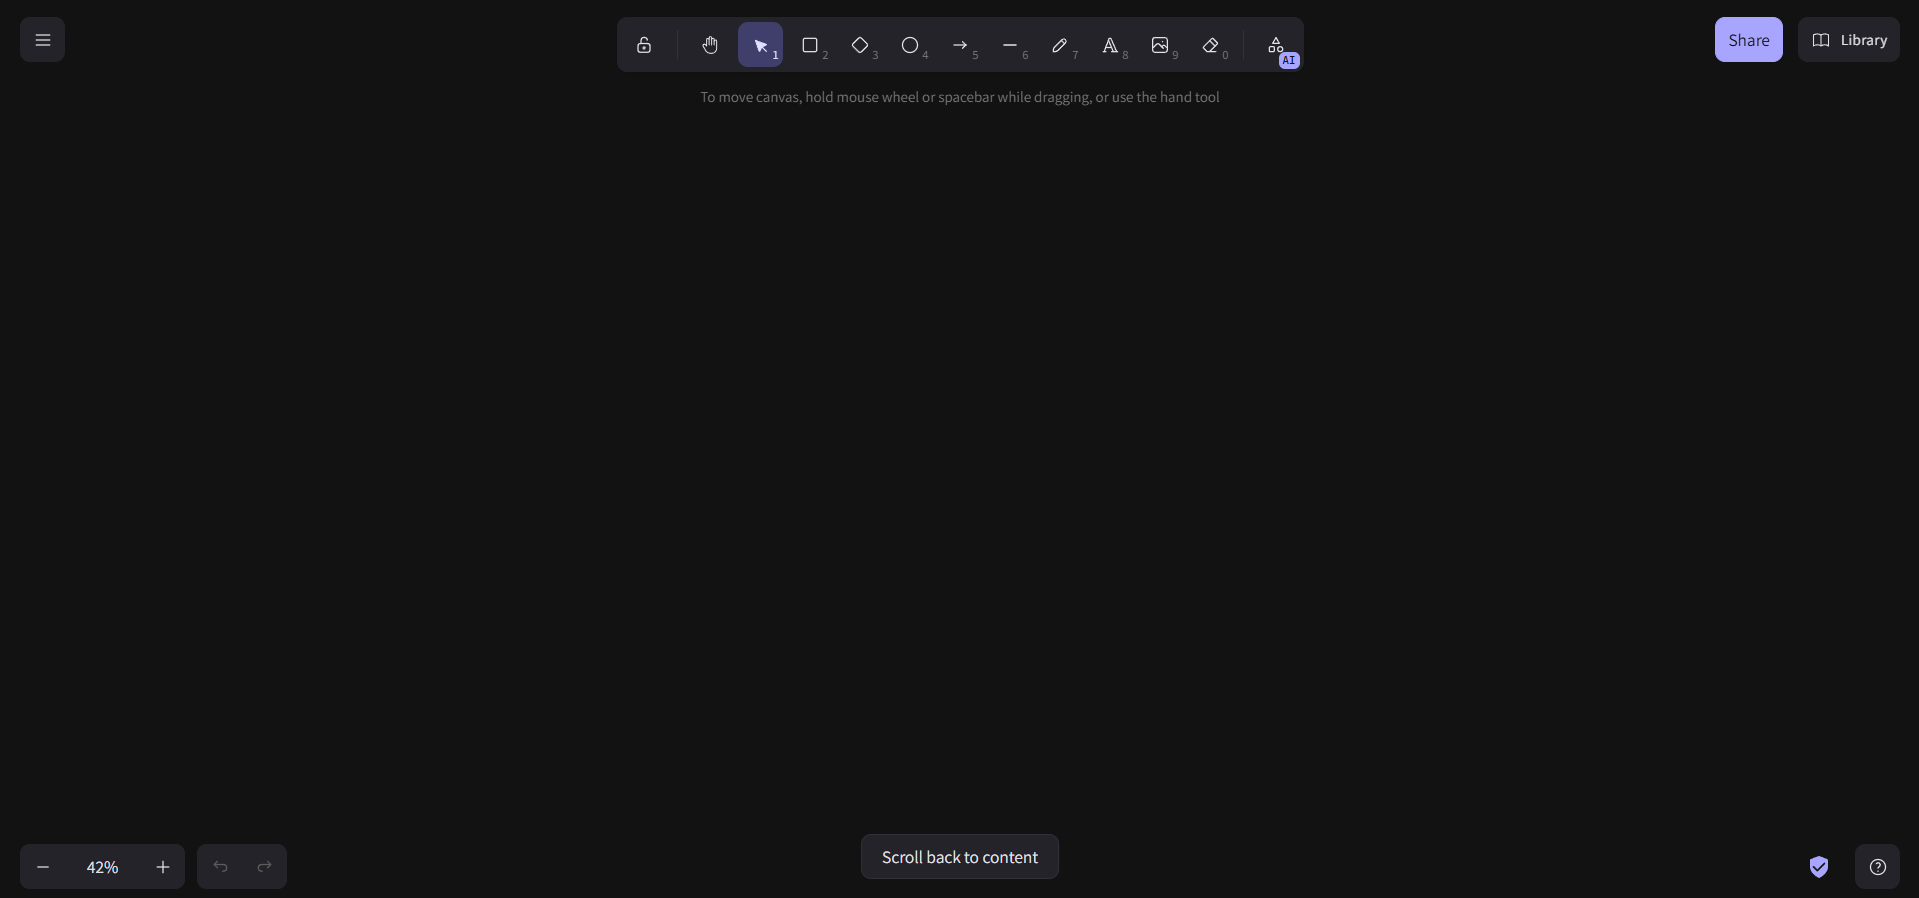 1
2
3
4
5
6
7
8
9
0
AI
Share
Library
To move canvas, hold mouse wheel or spacebar while dragging, or use the hand tool
42%
Scroll back to content